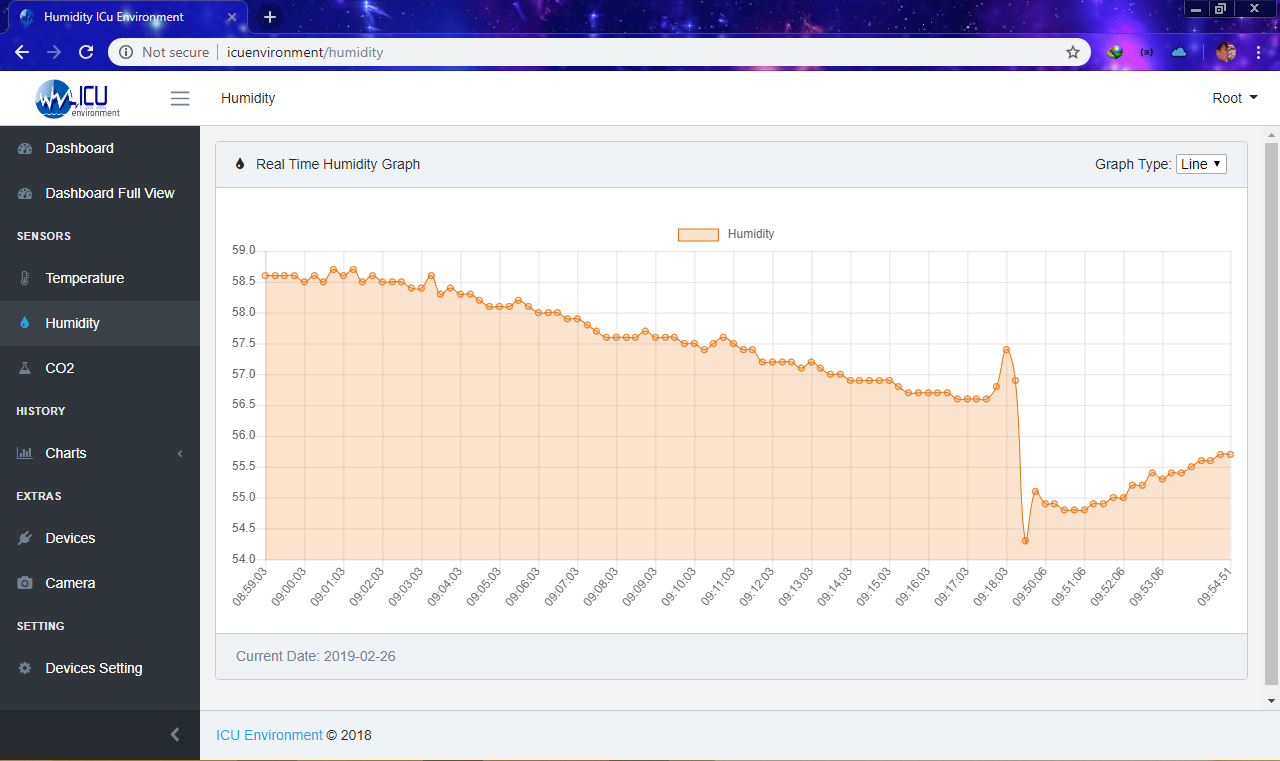 Humidity ICu Environment
Not secure | icuenvironment/humidity
ICU
environment
Humidity
Root
Dashboard
Dashboard Full View
SENSORS
Temperature
Humidity
CO2
HISTORY
Charts
EXTRAS
Devices
Camera
SETTING
Devices Setting
Real Time Humidity Graph
Graph Type: Line
Humidity
59.0
58.5
58.0
57.5
57.0
56.5
56.0
55.5
55.0
54.5
54.0
08:59:03
09:00:03
09:01:03
09:02:03
09:03:03
09:04:03
09:05:03
09:06:03
09:07:03
09:08:03
09:09:03
09:10:03
09:11:03
09:12:03
09:13:03
09:14:03
09:15:03
09:16:03
09:17:03
09:18:03
09:50:06
09:51:06
09:52:06
09:53:06
09:54:51
Current Date: 2019-02-26
ICU Environment © 2018